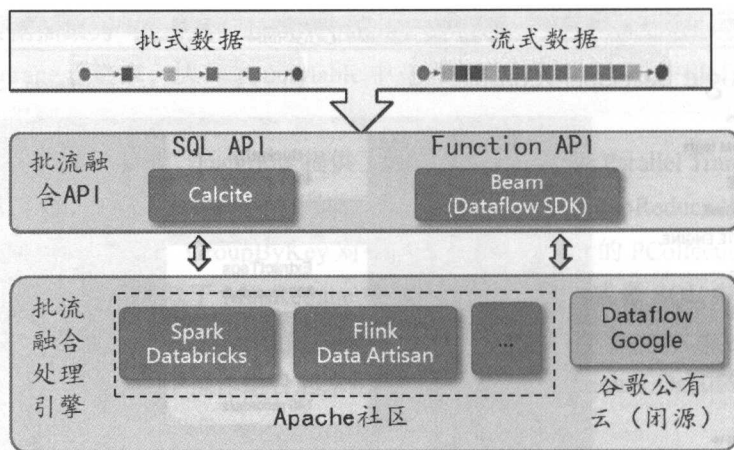 批式数据
流式数据
SQL API
Function API
批流融
合API
Calcite
Beam
(Dataflow SDK)
批流
融合
处理
引擎
Spark
Databricks
Flink
Data Artisan
...
Dataflow
Google
Apache社区
谷歌公有
云（闭源）